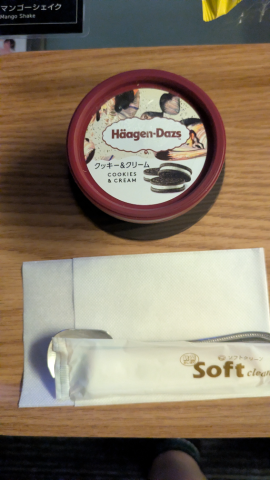 マンゴーシェイク
Mango Shake
Häagen-Dazs
クッキー&クリーム
COOKIES
& CREAM
Soft clean